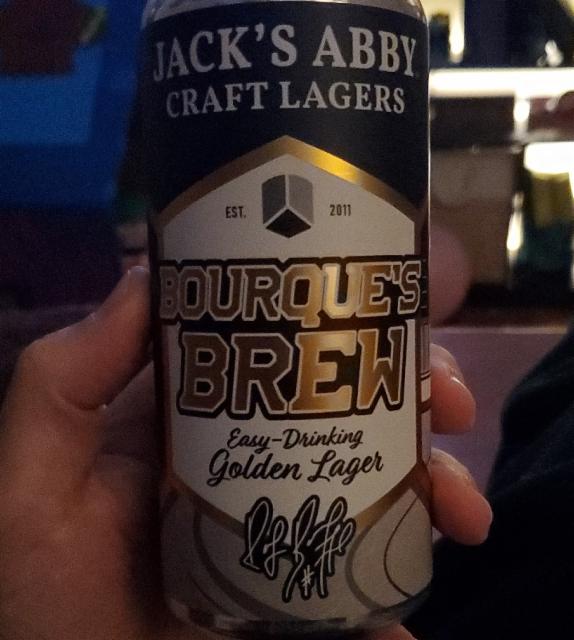 JACK'S ABBY
CRAFT LAGERS
EST. 2011
BOURQUE'S
BREW
Easy-Drinking
Golden Lager